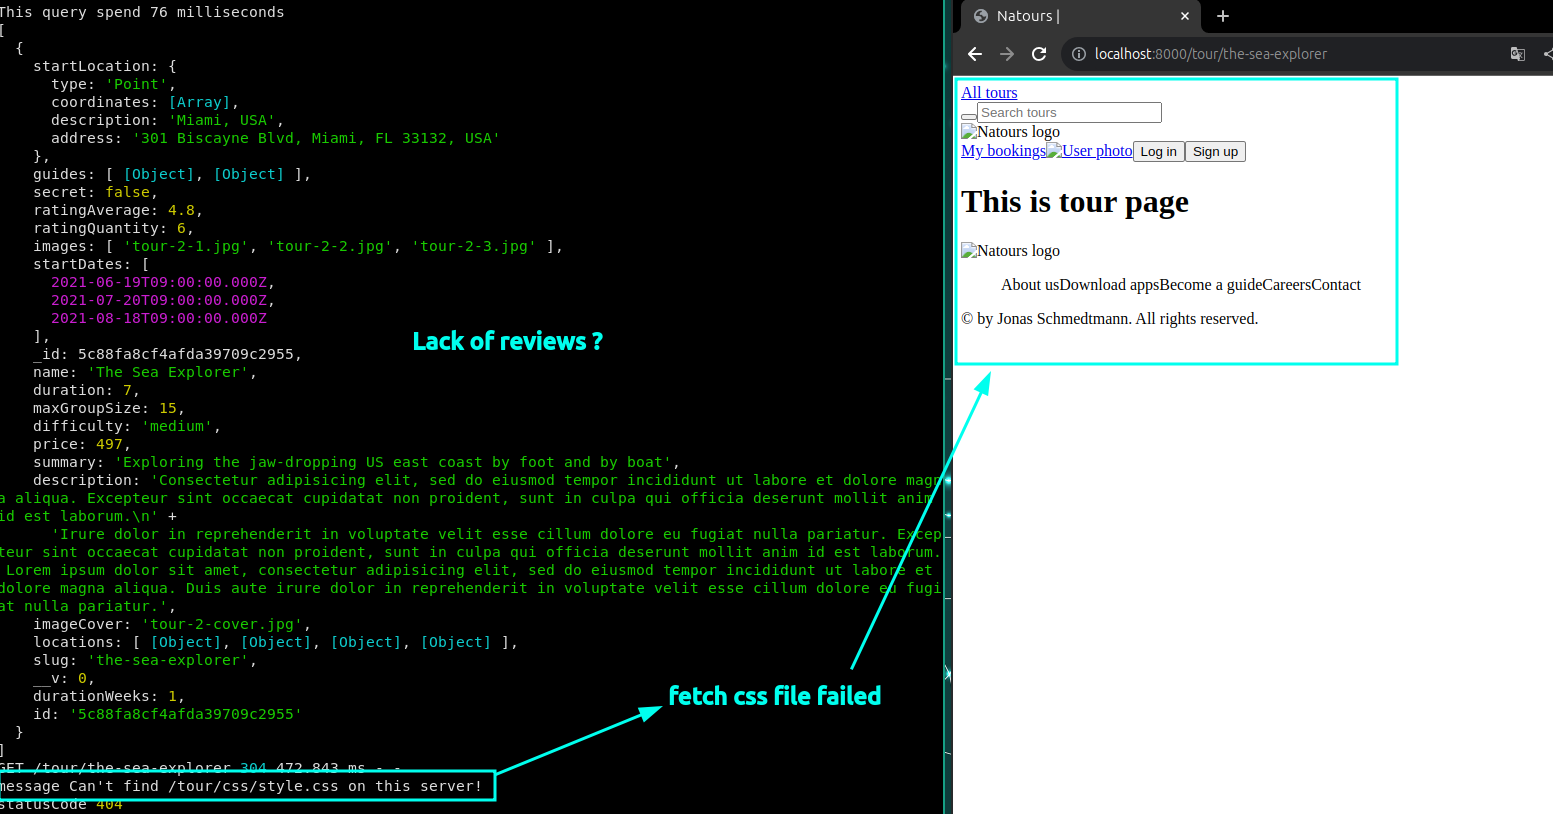 This query spend 76 milliseconds
[
{
startLocation: {
type: 'Point',
coordinates: [Array],
description: 'Miami, USA',
address: '301 Biscayne Blvd, Miami, FL 33132, USA'
},
guides: [ [Object], [Object] ],
secret: false,
ratingAverage: 4.8,
ratingQuantity: 6,
images: [ 'tour-2-1.jpg', 'tour-2-2.jpg', 'tour-2-3.jpg' ],
startDates: [
2021-06-19T09:00:00.000Z,
2021-07-20T09:00:00.000Z,
2021-08-18T09:00:00.000Z
],
_id: 5c88fa8cf4afda39709c2955,
name: 'The Sea Explorer',
duration: 7,
maxGroupSize: 15,
difficulty: 'medium',
price: 497,
summary: 'Exploring the jaw-dropping US east coast by foot and by boat',
description: 'Consectetur adipisicing elit, sed do eiusmod tempor incididunt ut labore et dolore magn
a aliqua. Excepteur sint occaecat cupidatat non proident, sunt in culpa qui officia deserunt mollit anim
id est laborum.\n' +
'Irure dolor in reprehenderit in voluptate velit esse cillum dolore eu fugiat nulla pariatur. Excep
teur sint occaecat cupidatat non proident, sunt in culpa qui officia deserunt mollit anim id est laborum.
Lorem ipsum dolor sit amet, consectetur adipisicing elit, sed do eiusmod tempor incididunt ut labore et
dolore magna aliqua. Duis aute irure dolor in reprehenderit in voluptate velit esse cillum dolore eu fugi
at nulla pariatur.',
imageCover: 'tour-2-cover.jpg',
locations: [ [Object], [Object], [Object], [Object] ],
slug: 'the-sea-explorer',
__v: 0,
durationWeeks: 1,
id: '5c88fa8cf4afda39709c2955'
}
]
GET /tour/the-sea-explorer 304 472.843 ms - -
message Can't find /tour/css/style.css on this server!
statusCode 404
Lack of reviews ?
fetch css file failed
Natours |
localhost:8000/tour/the-sea-explorer
All tours
Search tours
Natours logo
My bookings User photo Log in Sign up
This is tour page
Natours logo
About usDownload appsBecome a guideCareersContact
© by Jonas Schmedtmann. All rights reserved.